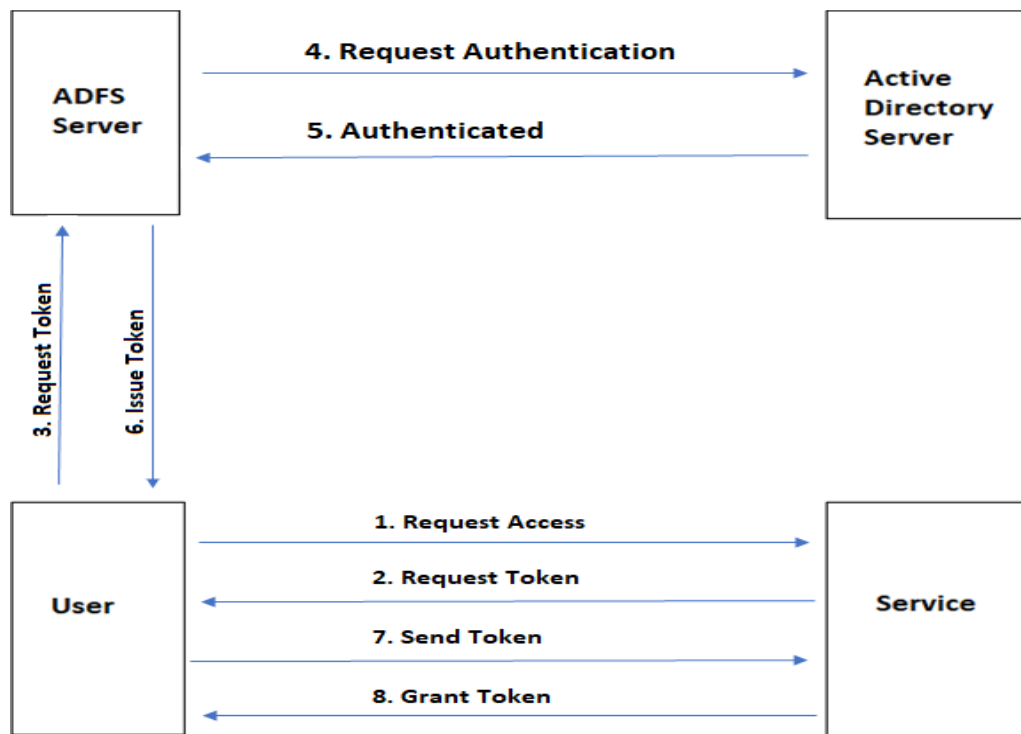 4. Request Authentication
ADFS
Server
Active
Directory
Server
5. Authenticated
3. Request Token
6. Issue Token
1. Request Access
2. Request Token
User
Service
7. Send Token
8. Grant Token